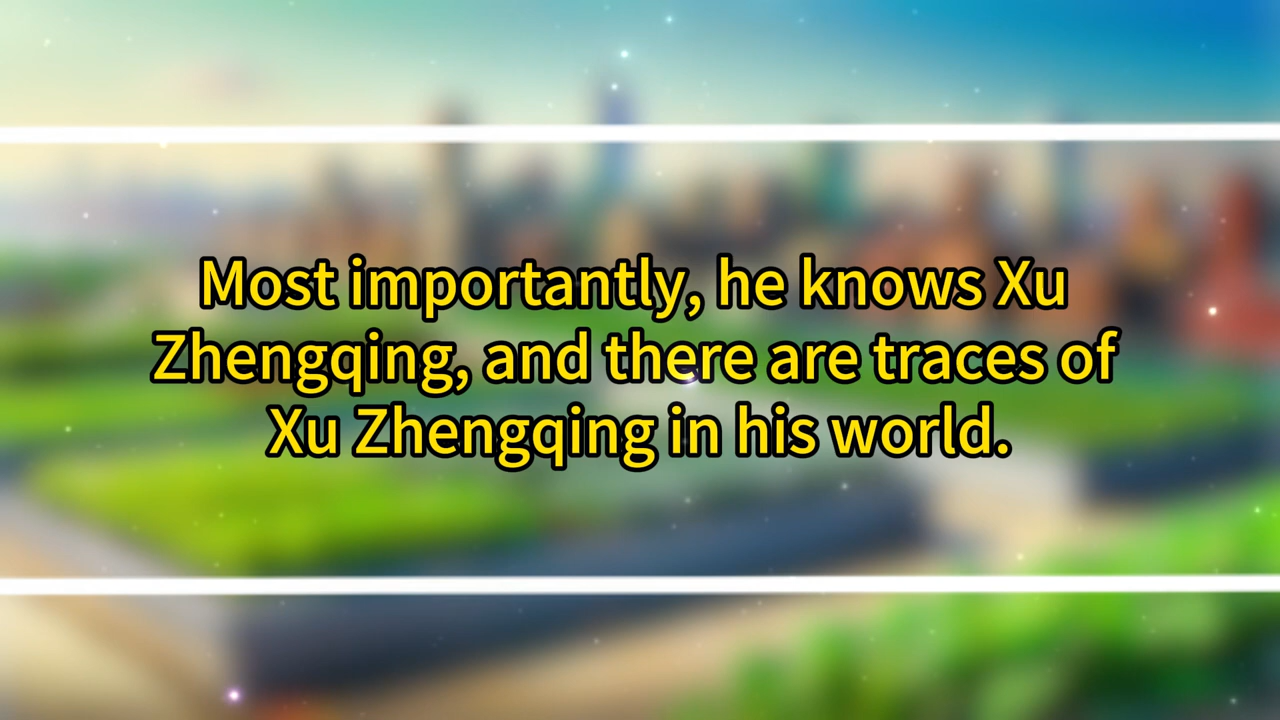 Most importantly, he knows Xu
Zhengqing, and there are traces of
Xu Zhengqing in his world.